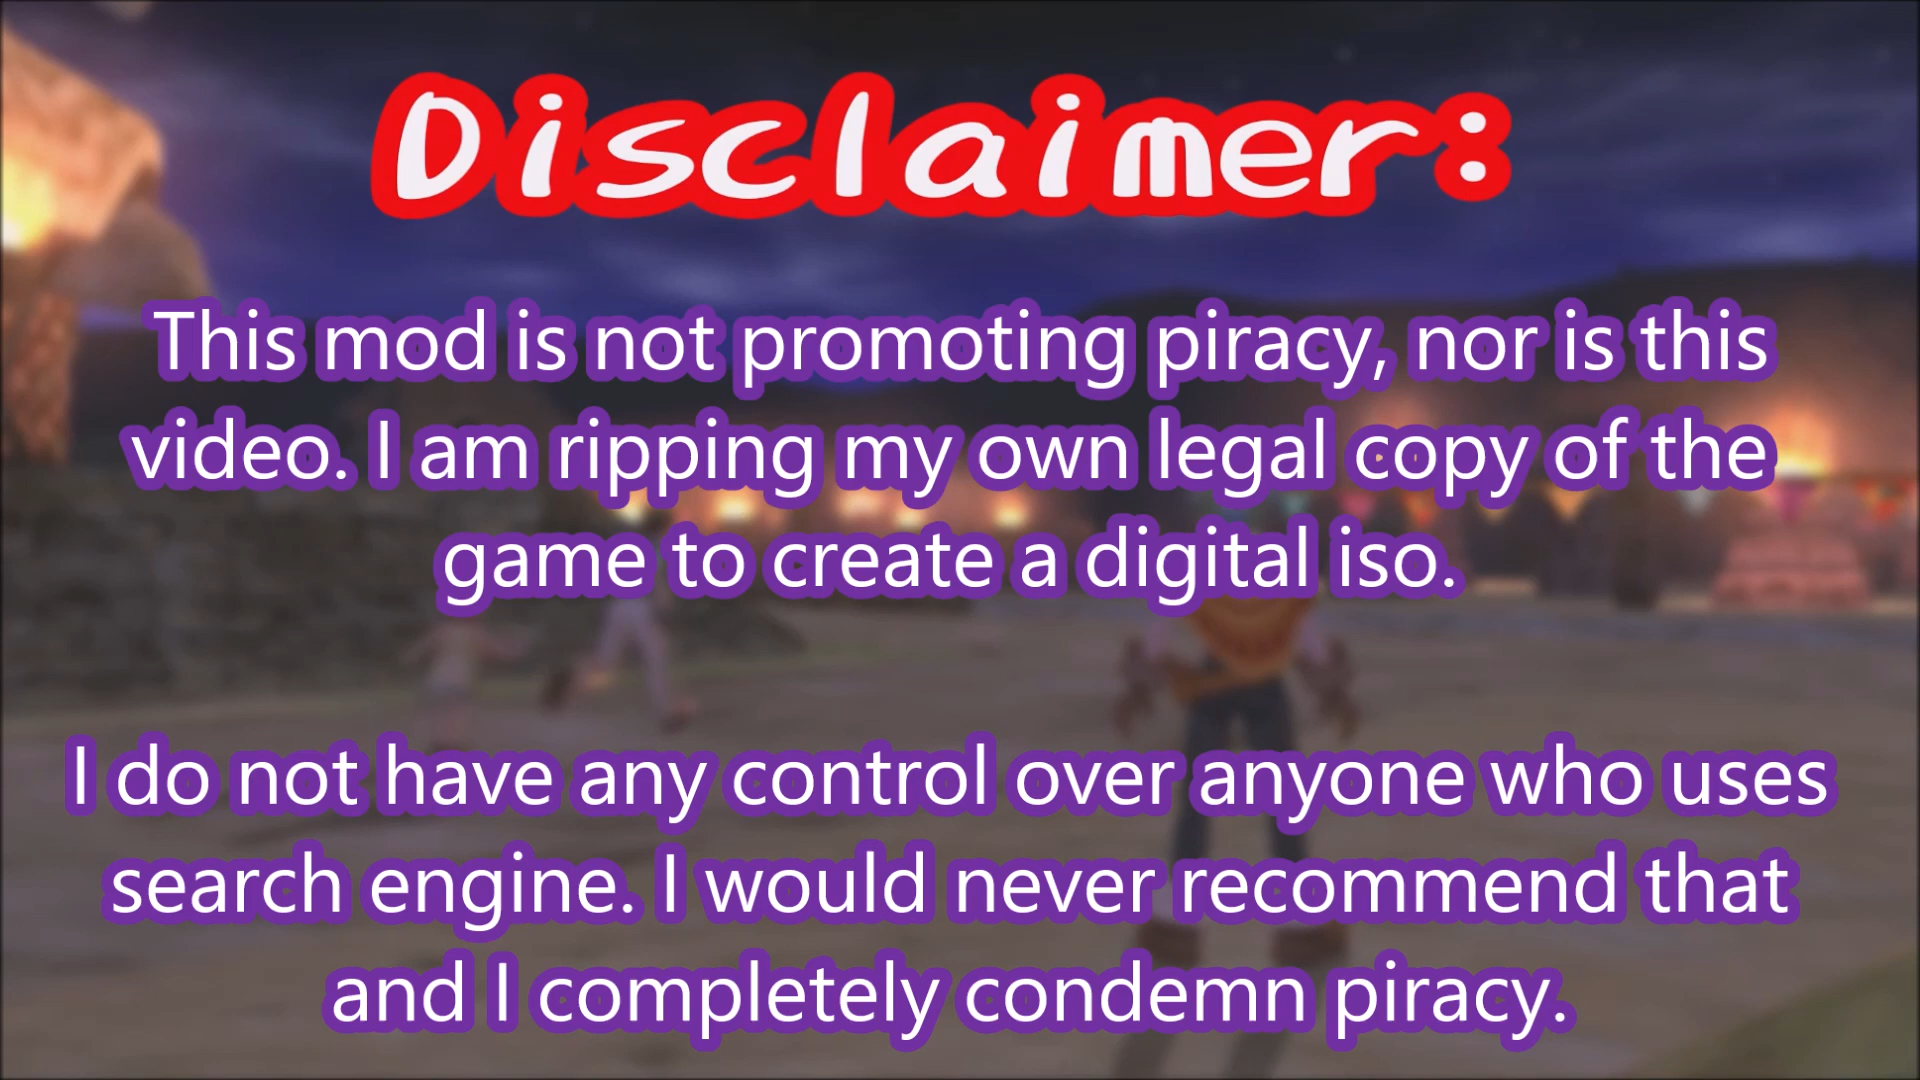 Disclaimer:
This mod is not promoting piracy, nor is this
video. I am ripping my own legal copy of the
game to create a digital iso.
I do not have any control over anyone who uses
search engine. I would never recommend that
and I completely condemn piracy.